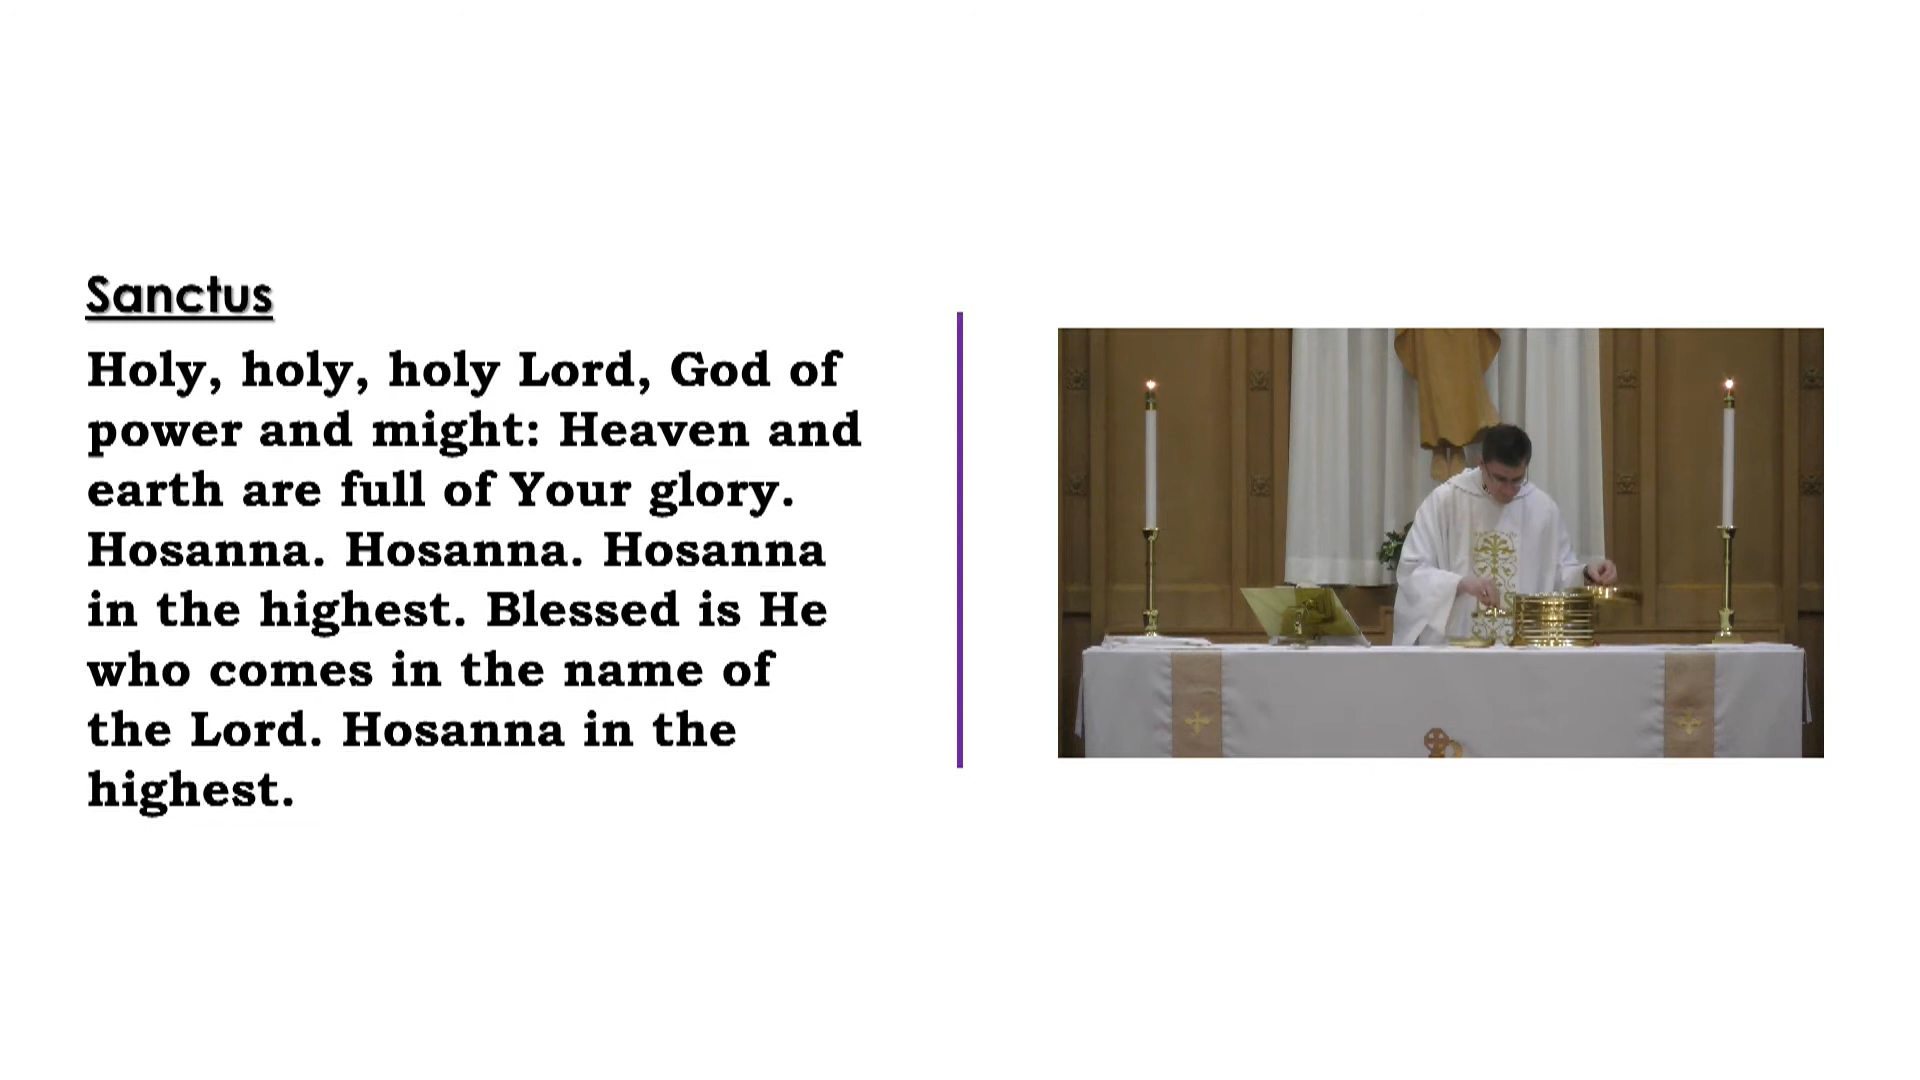 Sanctus
Holy, holy, holy Lord, God of
power and might: Heaven and
earth are full of Your glory.
Hosanna. Hosanna. Hosanna
in the highest. Blessed is He
who comes in the name of
the Lord. Hosanna in the
highest.